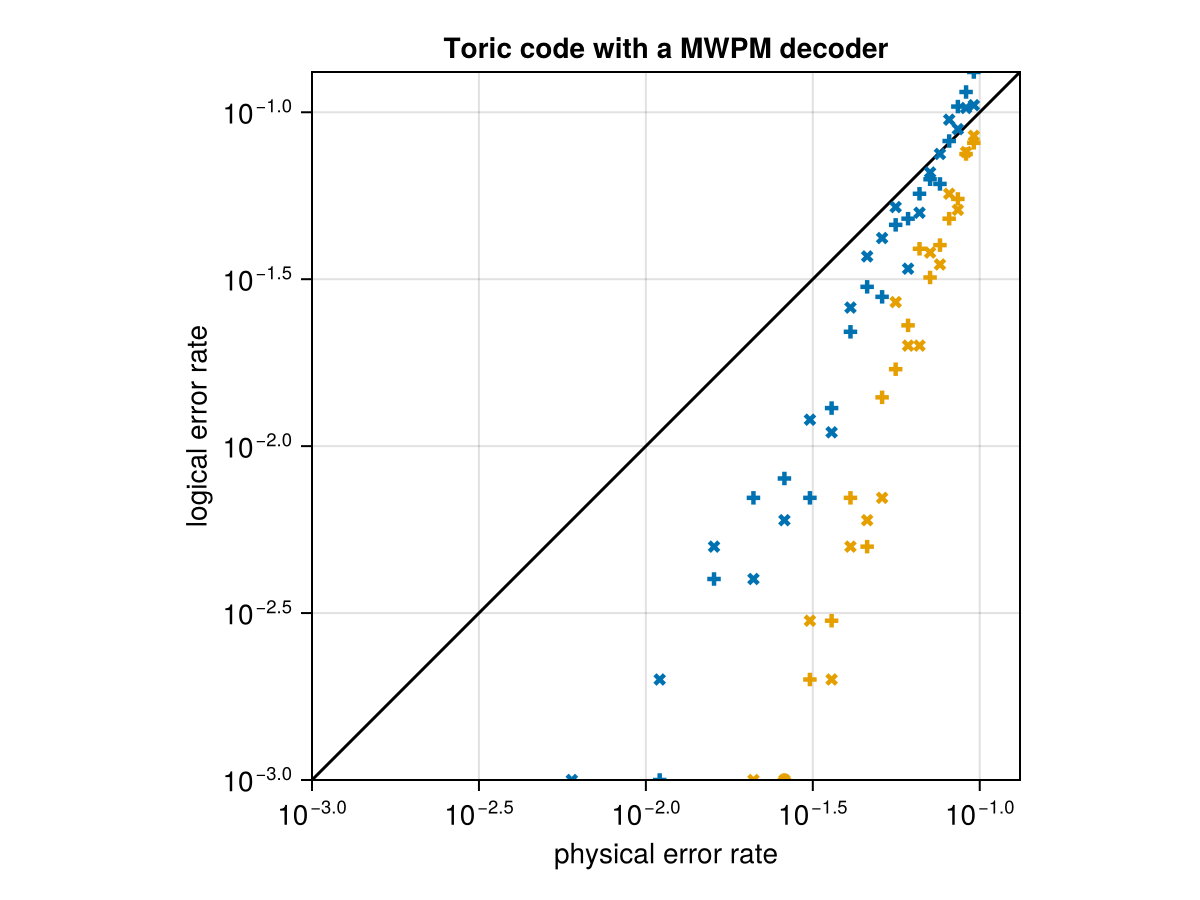 Toric code with a MWPM decoder
10⁻¹·⁰
10⁻¹·⁵
10⁻²·⁰
10⁻²·⁵
10⁻³·⁰
logical error rate
10⁻³·⁰ 10⁻²·⁵ 10⁻²·⁰ 10⁻¹·⁵ 10⁻¹·⁰
physical error rate